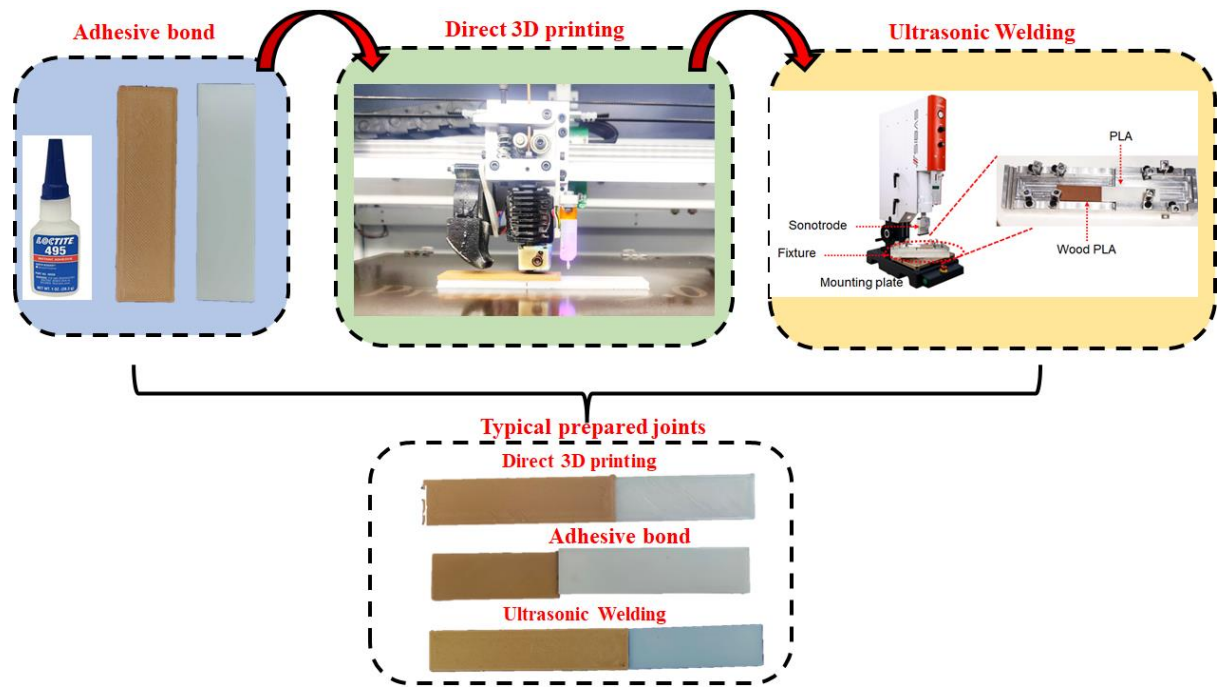 Adhesive bond
Direct 3D printing
Ultrasonic Welding
LOCTITE
495
SIBAS
PLA
Sonotrode
Fixture
Wood PLA
Mounting plate
Typical prepared joints
Direct 3D printing
Adhesive bond
Ultrasonic Welding